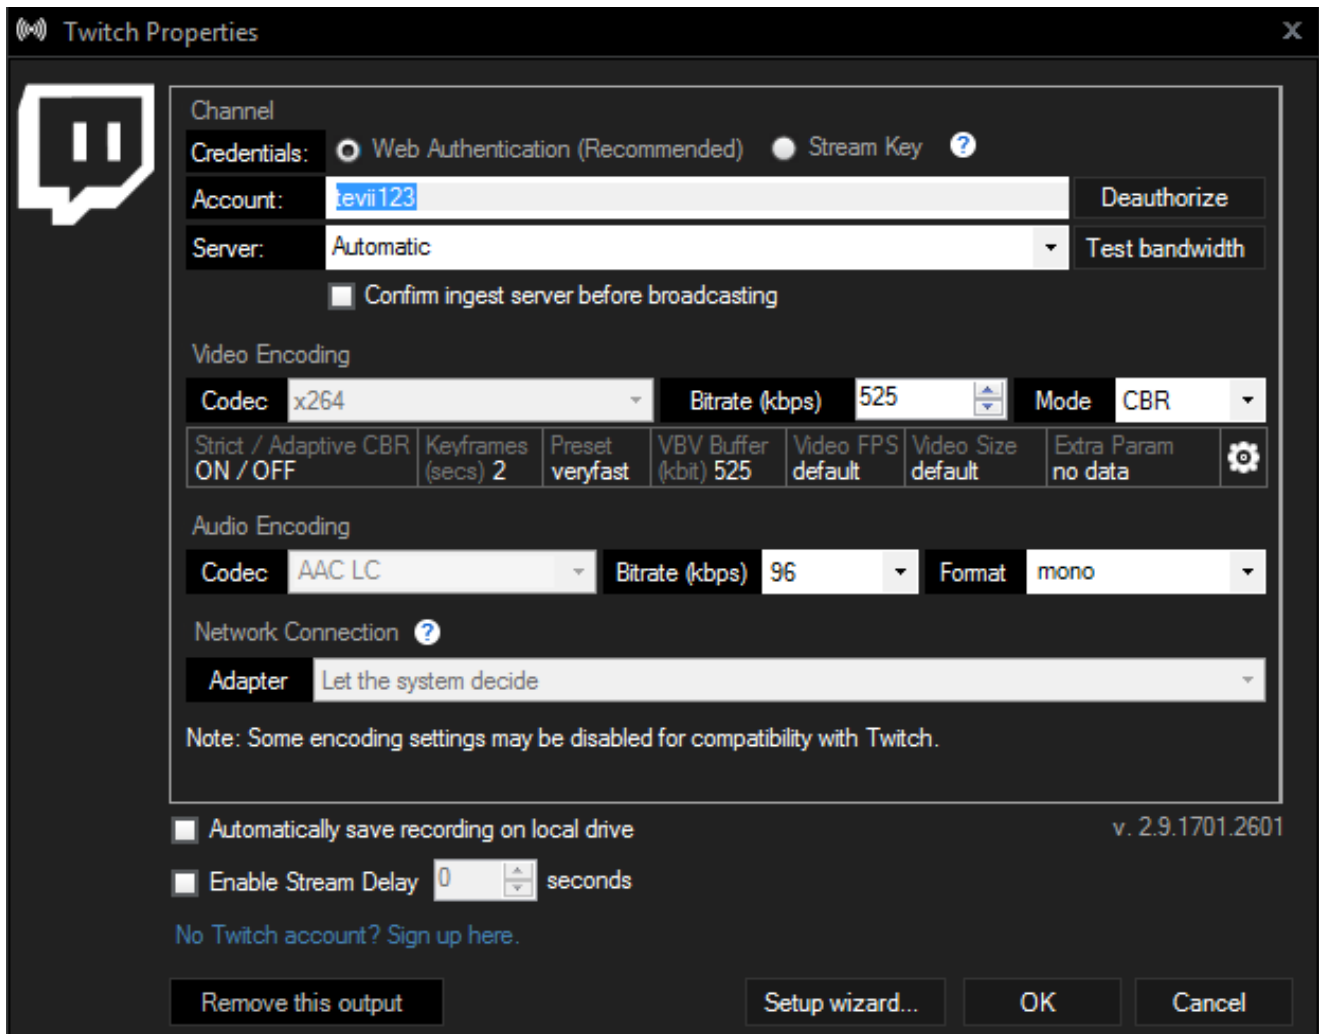 Twitch Properties X
Channel
Credentials: Web Authentication (Recommended) Stream Key ?
Account: tevii123 Deauthorize
Server: Automatic Test bandwidth
Confirm ingest server before broadcasting
Video Encoding
Codec x264 Bitrate (kbps) 525 Mode CBR
Strict / Adaptive CBR Keyframes Preset VBV Buffer Video FPS Video Size Extra Param
ON / OFF (secs) 2 veryfast (kbit) 525 default default no data
Audio Encoding
Codec AAC LC Bitrate (kbps) 96 Format mono
Network Connection ?
Adapter Let the system decide
Note: Some encoding settings may be disabled for compatibility with Twitch.
Automatically save recording on local drive v. 2.9.1701.2601
Enable Stream Delay 0 seconds
No Twitch account? Sign up here.
Remove this output Setup wizard... OK Cancel